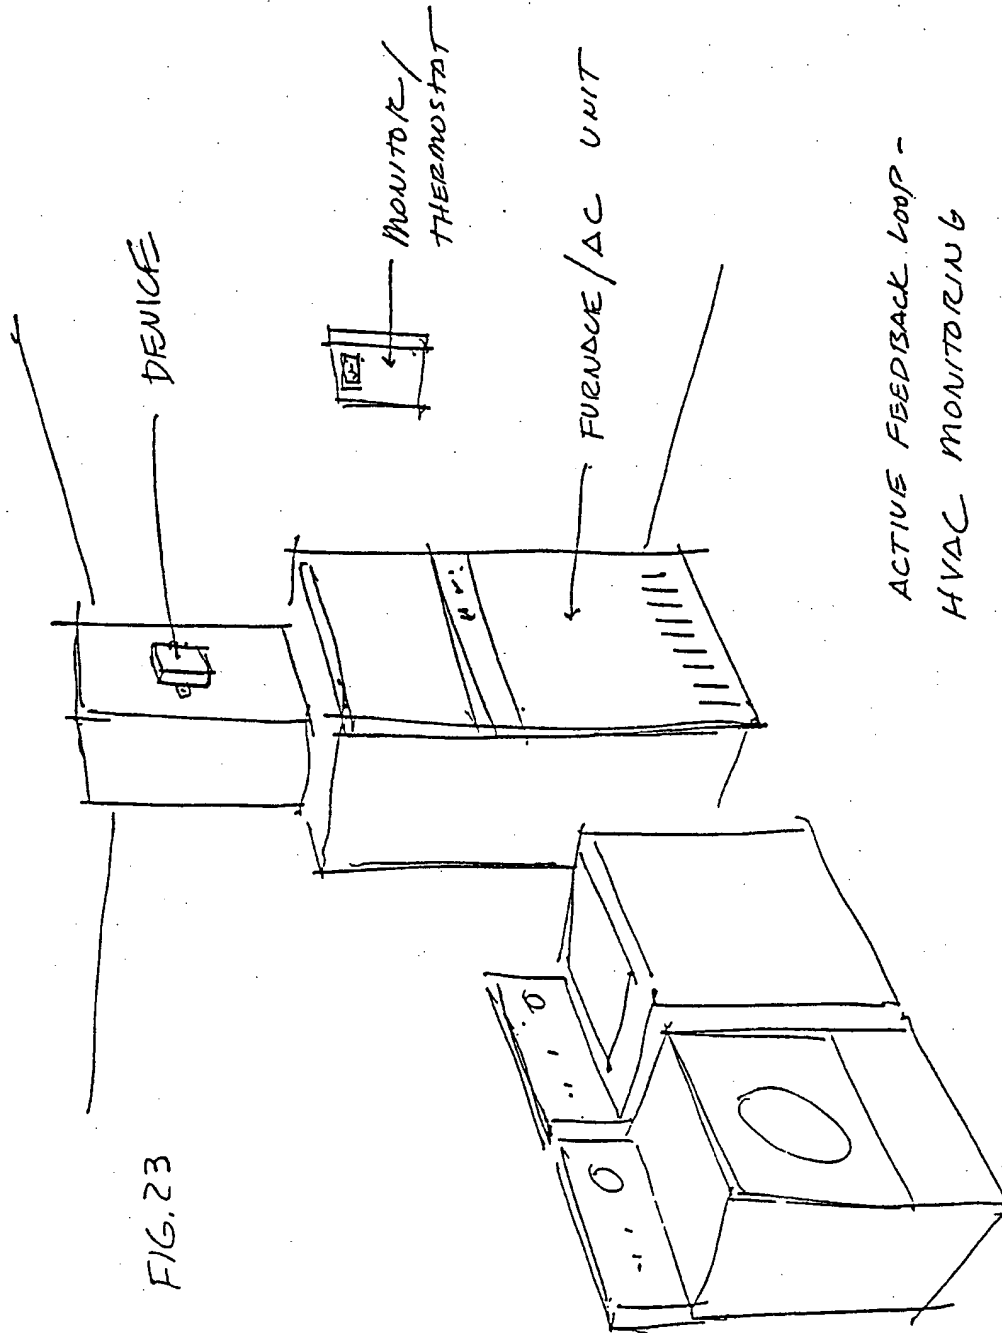 FIG. 23
DEVICE
MONITOR/
THERMOSTAT
FURNACE/AC UNIT
ACTIVE FEEDBACK LOOP -
HVAC MONITORING